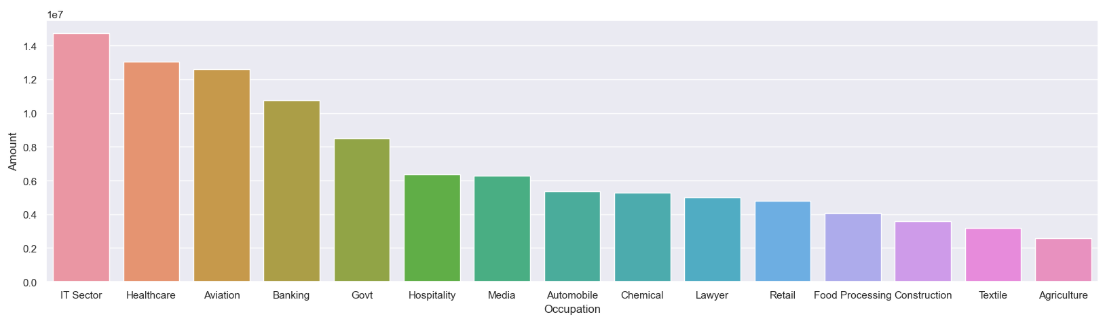 1e7
1.4
1.2
1.0
0.8
0.6
0.4
0.2
0.0
Amount
IT Sector Healthcare Aviation Banking Govt Hospitality Media Automobile Chemical Lawyer Retail Food Processing Construction Textile Agriculture
Occupation